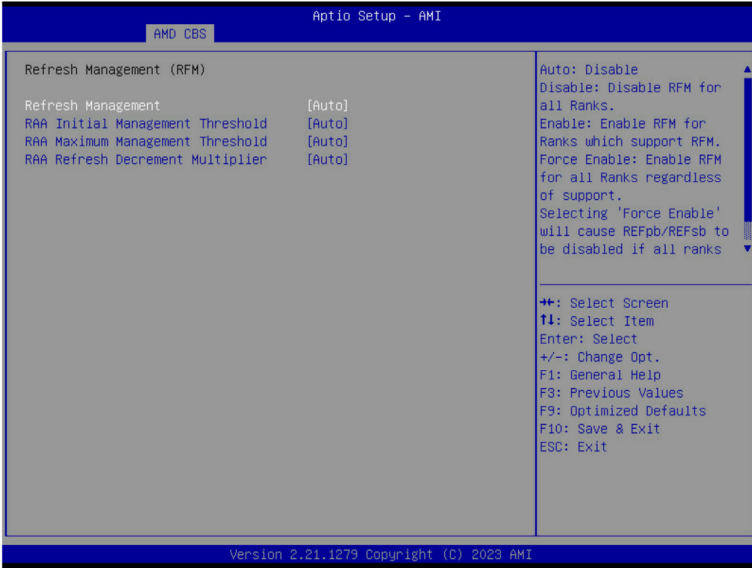 Aptio Setup – AMI
AMD CBS
Refresh Management (RFM)
Refresh Management [Auto]
RAA Initial Management Threshold [Auto]
RAA Maximum Management Threshold [Auto]
RAA Refresh Decrement Multiplier [Auto]
Auto: Disable
Disable: Disable RFM for
all Ranks.
Enable: Enable RFM for
Ranks which support RFM.
Force Enable: Enable RFM
for all Ranks regardless
of support.
Selecting 'Force Enable'
will cause REFpb/REFsb to
be disabled if all ranks
→←: Select Screen
↑↓: Select Item
Enter: Select
+/-: Change Opt.
F1: General Help
F3: Previous Values
F9: Optimized Defaults
F10: Save & Exit
ESC: Exit
Version 2.21.1279 Copyright (C) 2023 AMI